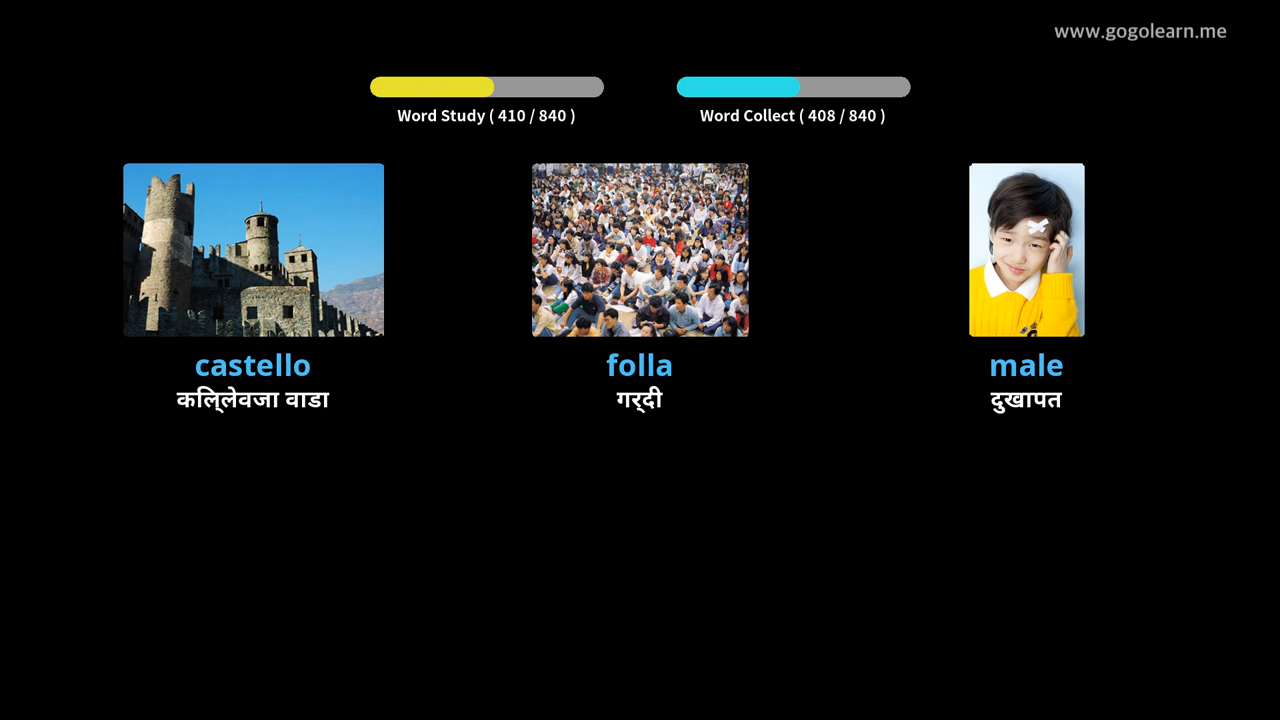 www.gogolearn.me
Word Study ( 410 / 840 )
Word Collect ( 408 / 840 )
castello
folla
male
कलि्लेवजा वाडा
गर्दी
दुखापत